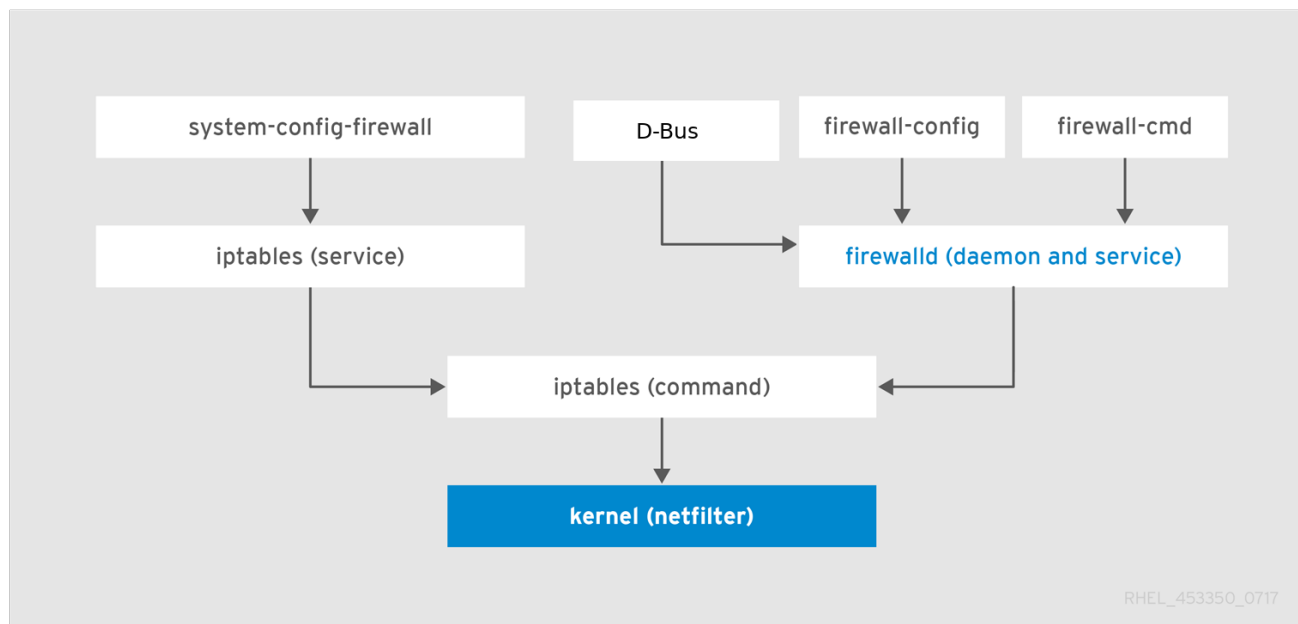 system-config-firewall
D-Bus
firewall-config
firewall-cmd
iptables (service)
firewalld (daemon and service)
iptables (command)
kernel (netfilter)
RHEL_453350_0717